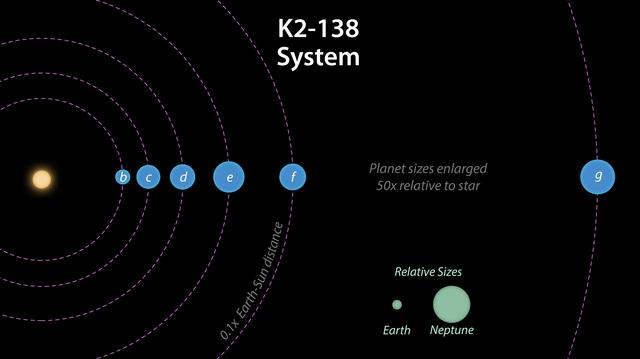 K2-138
System
b c d e f g
Planet sizes enlarged
50x relative to star
0.1x Earth-Sun distance
Relative Sizes
Earth Neptune